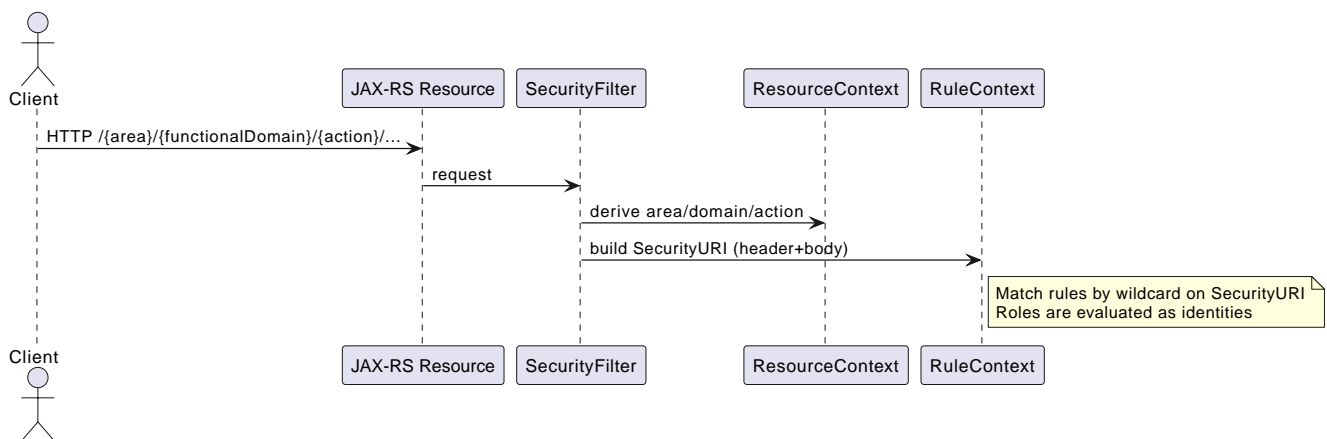 Client
JAX-RS Resource
SecurityFilter
ResourceContext
RuleContext
HTTP /{area}/{functionalDomain}/{action}/...
request
derive area/domain/action
build SecurityURI (header+body)
Match rules by wildcard on SecurityURI
Roles are evaluated as identities
Client
JAX-RS Resource
SecurityFilter
ResourceContext
RuleContext